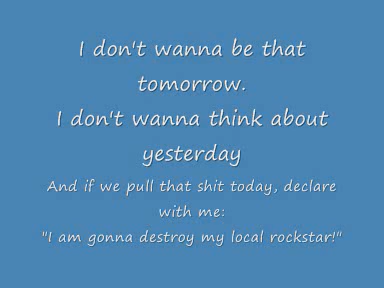 I don't wanna be that
tomorrow.
I don't wanna think about
yesterday
And if we pull that shit today, declare
with me:
"I am gonna destroy my local rockstar!"